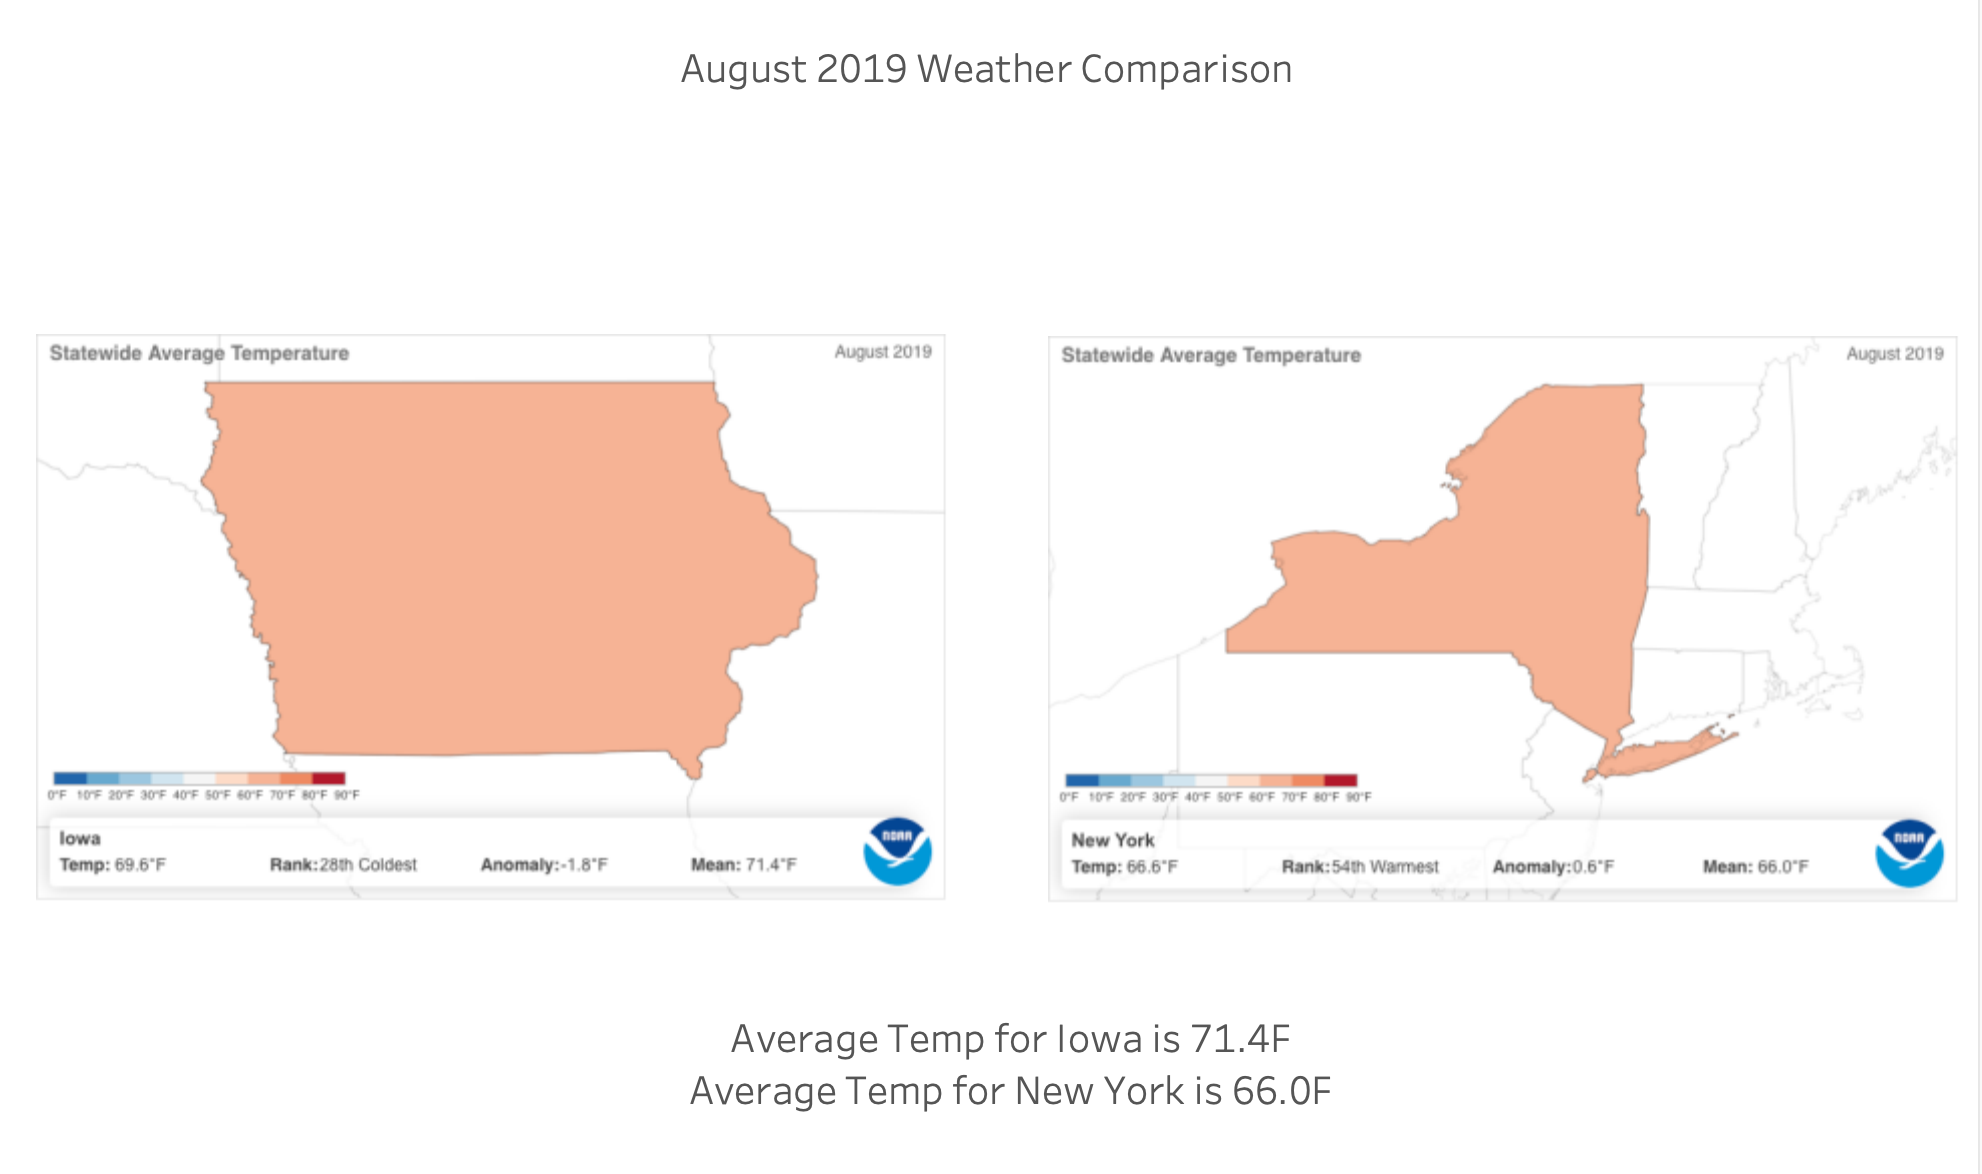 August 2019 Weather Comparison
Statewide Average Temperature
August 2019
0°F 10°F 20°F 30°F 40°F 50°F 60°F 70°F 80°F 90°F
Iowa
Temp: 69.6°F Rank:28th Coldest Anomaly:-1.8°F Mean: 71.4°F
NOAA
Statewide Average Temperature
August 2019
0°F 10°F 20°F 30°F 40°F 50°F 60°F 70°F 80°F 90°F
New York
Temp: 66.6°F Rank:54th Warmest Anomaly:0.6°F Mean: 66.0°F
NOAA
Average Temp for Iowa is 71.4F
Average Temp for New York is 66.0F